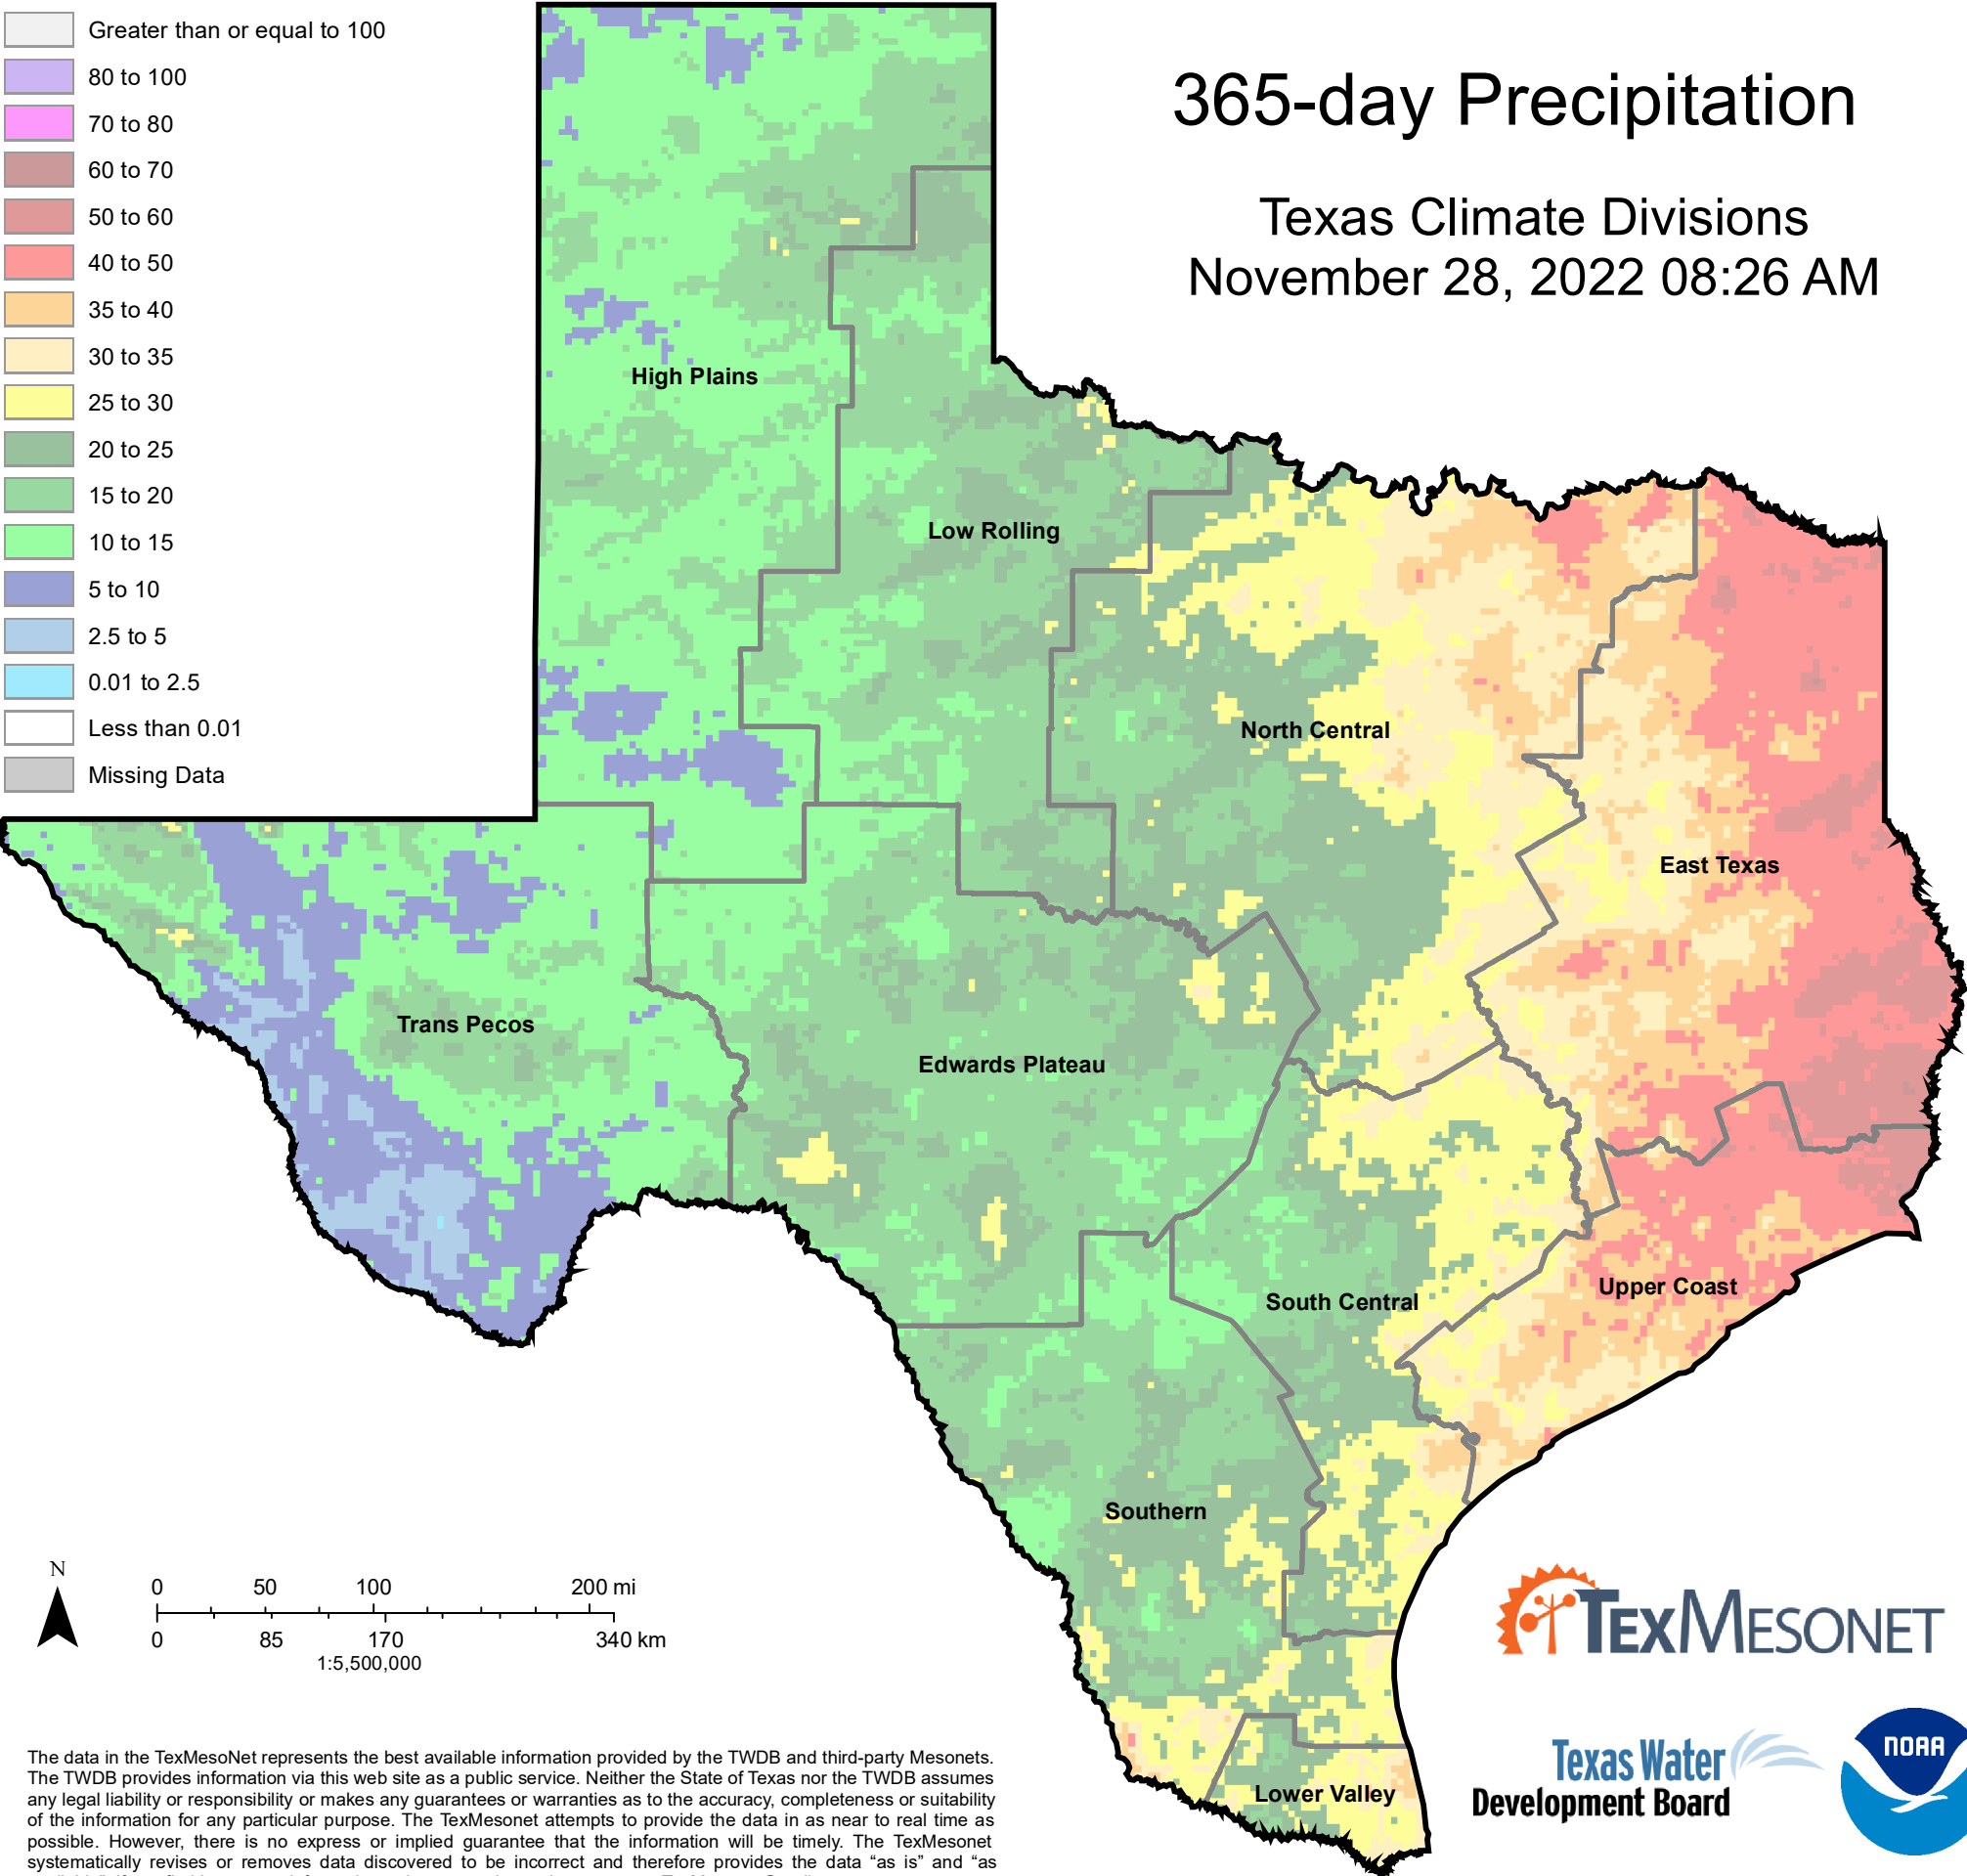 Greater than or equal to 100
80 to 100
70 to 80
60 to 70
50 to 60
40 to 50
35 to 40
30 to 35
25 to 30
20 to 25
15 to 20
10 to 15
5 to 10
2.5 to 5
0.01 to 2.5
Less than 0.01
Missing Data
365-day Precipitation
Texas Climate Divisions
November 28, 2022 08:26 AM
High Plains
Low Rolling
North Central
East Texas
Trans Pecos
Edwards Plateau
South Central
Upper Coast
Southern
Lower Valley
N
0 50 100 200 mi
0 85 170 340 km
1:5,500,000
TEXMESONET
Texas Water
Development Board
NOAA
The data in the TexMesoNet represents the best available information provided by the TWDB and third-party Mesonets.
The TWDB provides information via this web site as a public service. Neither the State of Texas nor the TWDB assumes
any legal liability or responsibility or makes any guarantees or warranties as to the accuracy, completeness or suitability
of the information for any particular purpose. The TexMesonet attempts to provide the data in as near to real time as
possible. However, there is no express or implied guarantee that the information will be timely. The TexMesonet
systematically revises or removes data discovered to be incorrect and therefore provides the data “as is” and “as